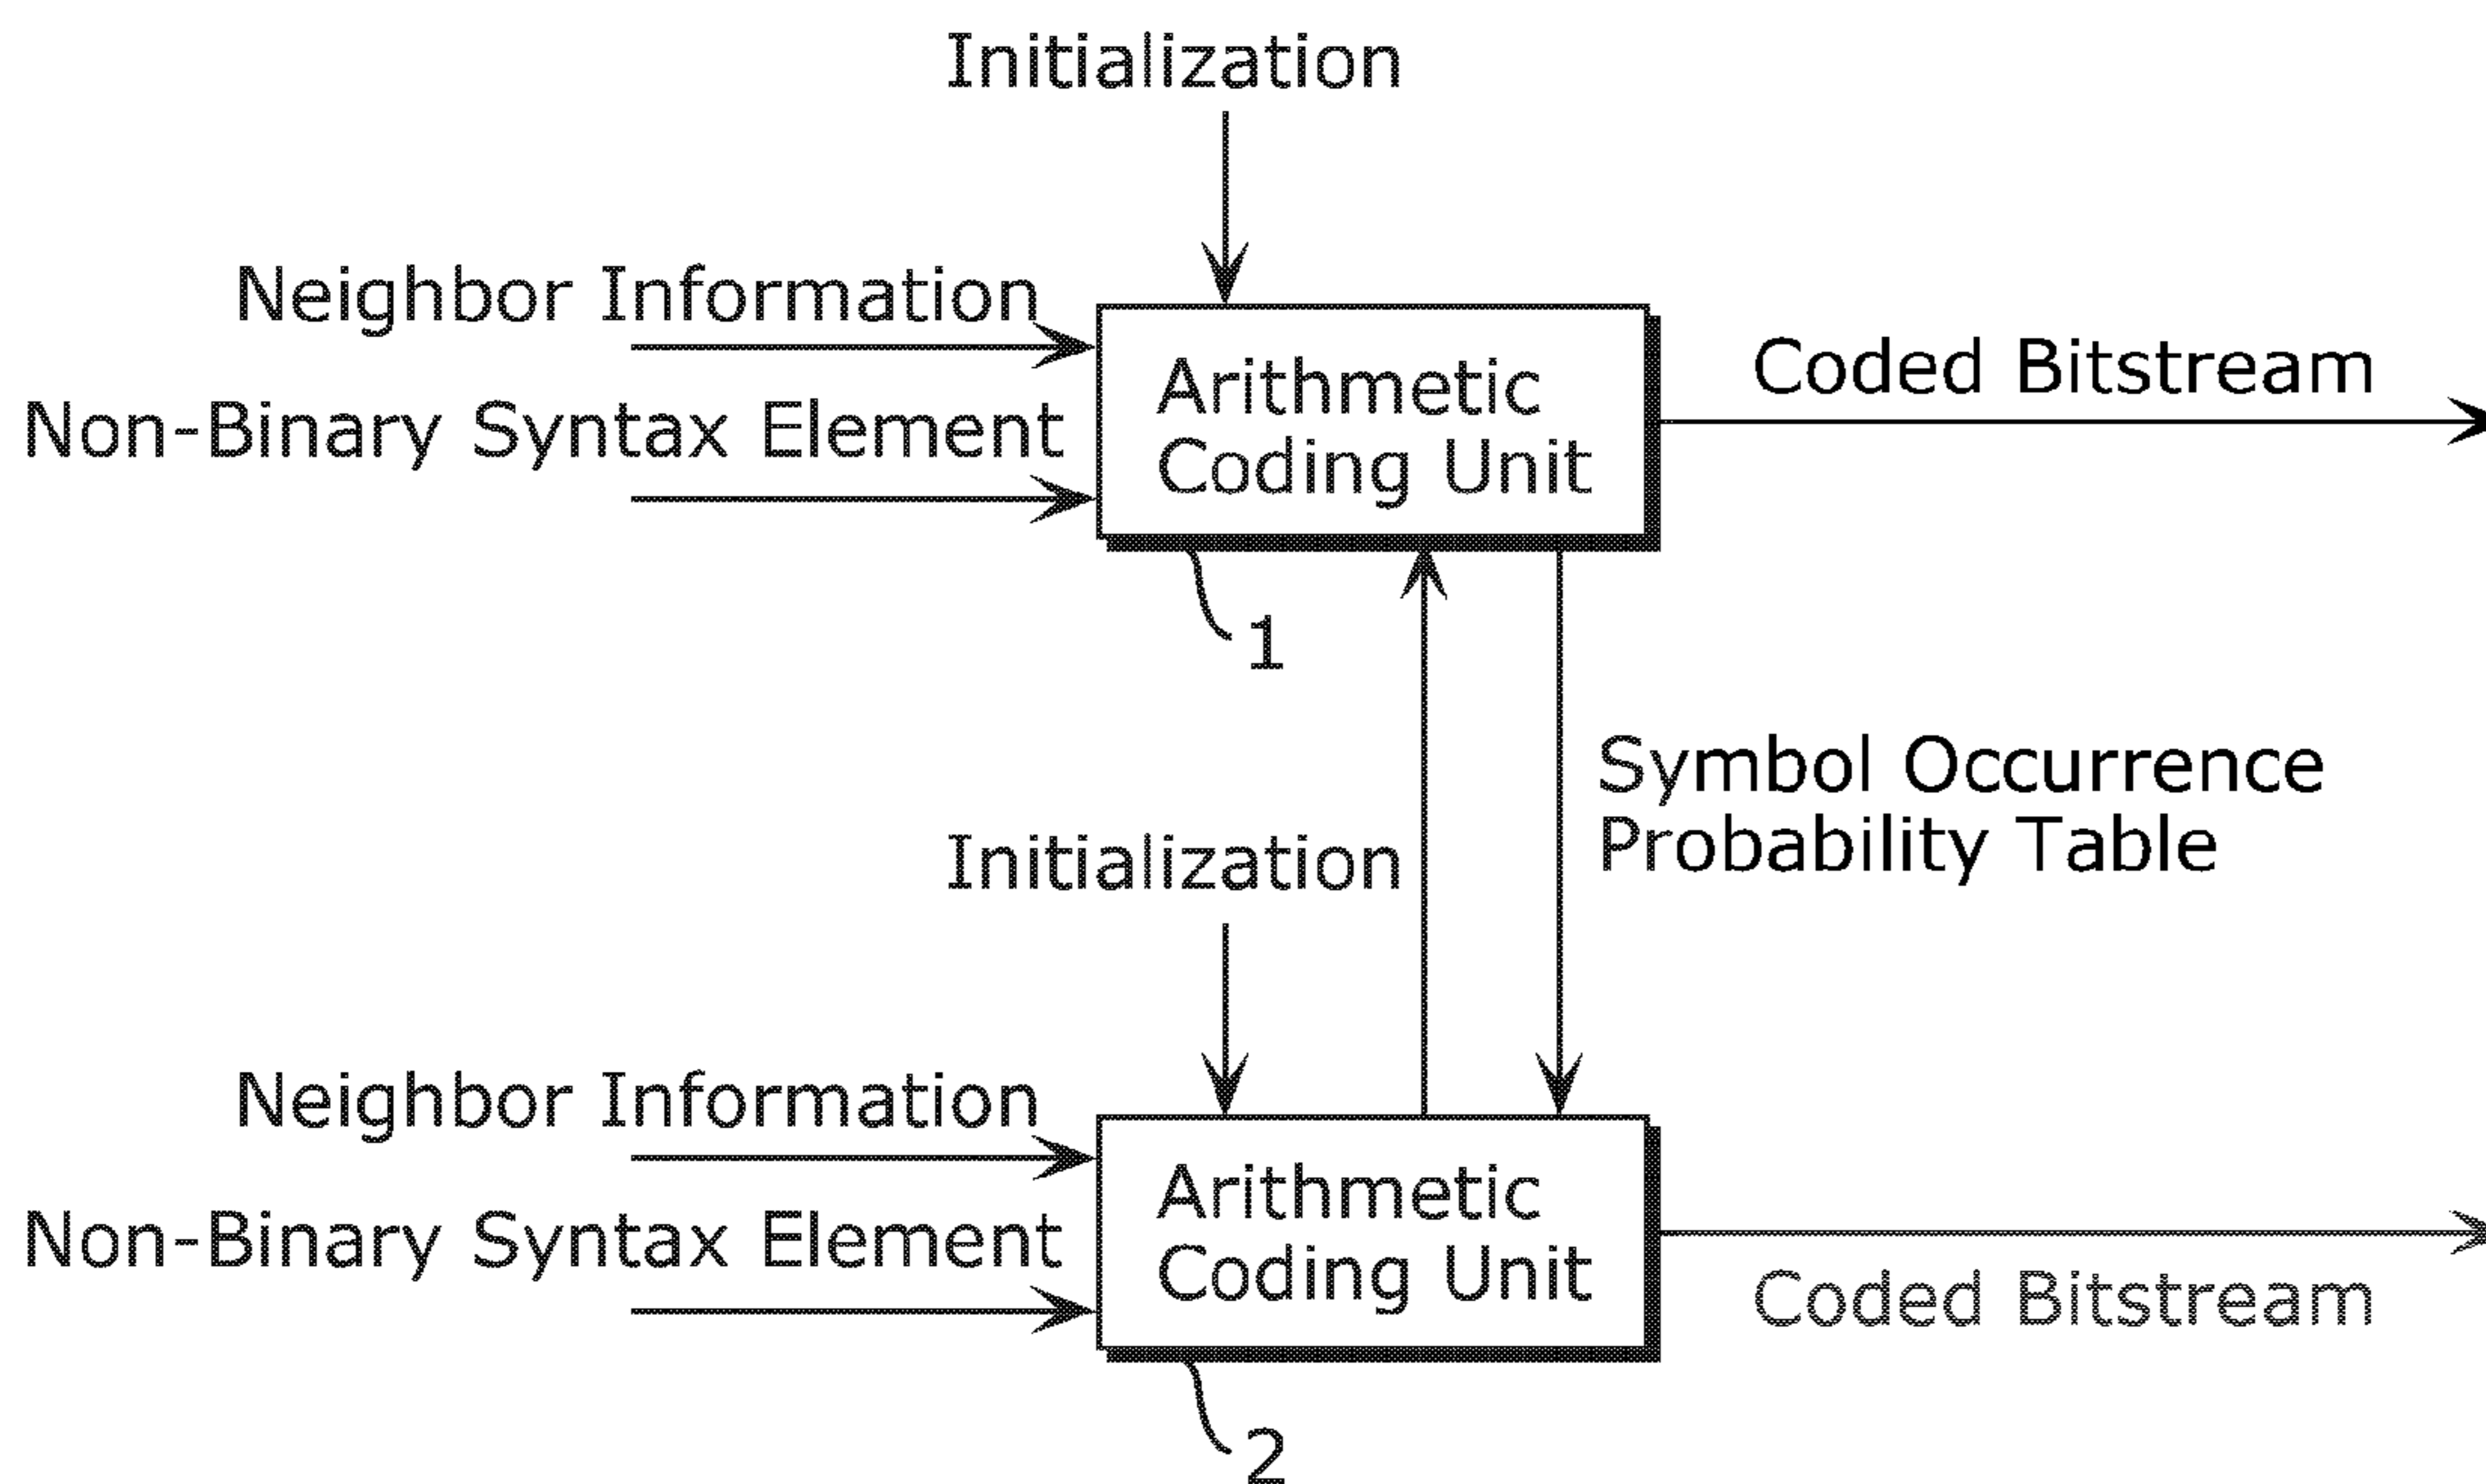 Initialization
Neighbor Information
Non-Binary Syntax Element
Arithmetic
Coding Unit
Coded Bitstream
1
Symbol Occurrence
Probability Table
Initialization
Neighbor Information
Non-Binary Syntax Element
Arithmetic
Coding Unit
Coded Bitstream
2